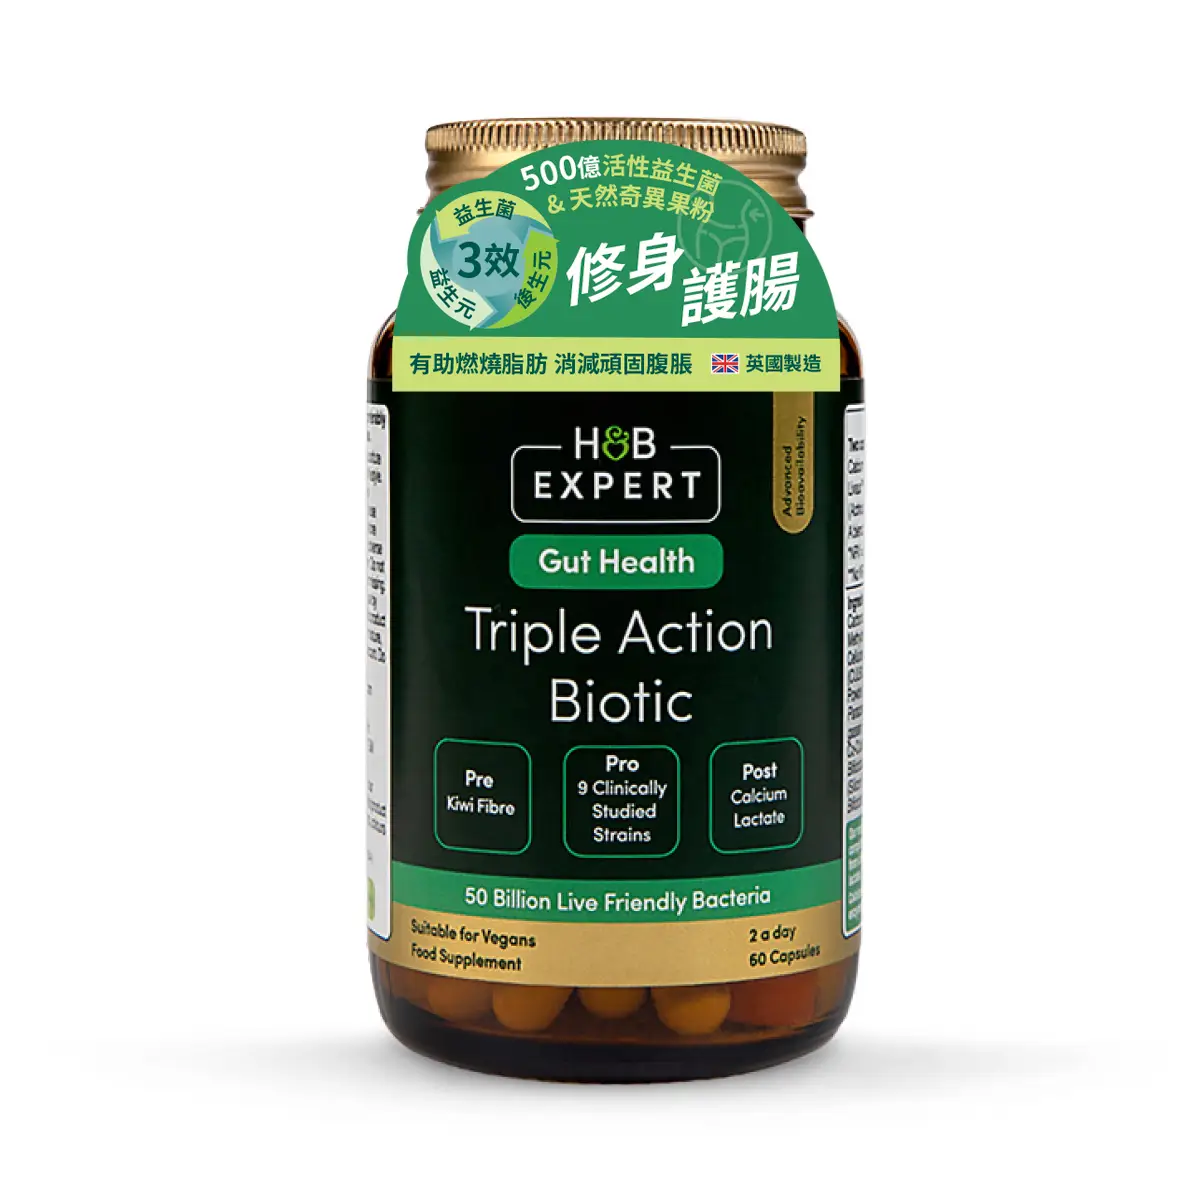 500億活性益生菌
& 天然奇異果粉
益生菌
3效
益生元
後生元
修身
護腸
有助燃燒脂肪 消減頑固腹脹 英國製造
H&B
EXPERT
Advanced
Bioavailability
Gut Health
Triple Action
Biotic
Pre
Kiwi Fibre
Pro
9 Clinically
Studied
Strains
Post
Calcium
Lactate
50 Billion Live Friendly Bacteria
Suitable for Vegans
Food Supplement
2 a day
60 Capsules